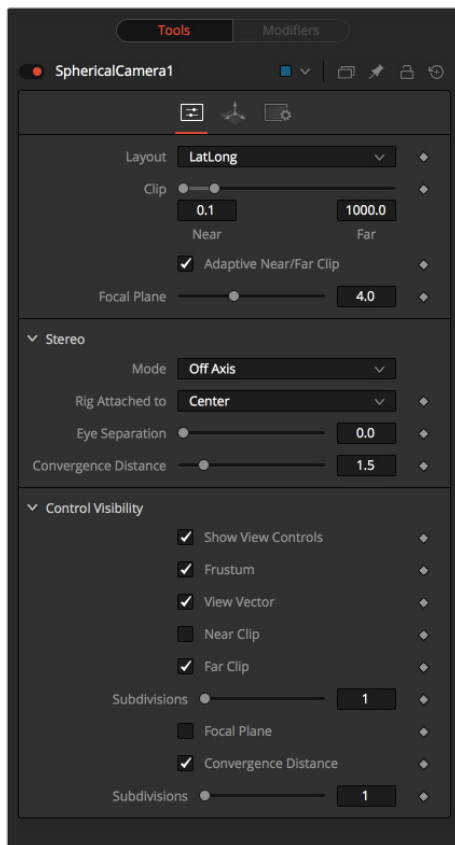 Tools Modifiers
SphericalCamera1
Layout LatLong
Clip
0.1 1000.0
Near Far
Adaptive Near/Far Clip
Focal Plane 4.0
Stereo
Mode Off Axis
Rig Attached to Center
Eye Separation 0.0
Convergence Distance 1.5
Control Visibility
Show View Controls
Frustum
View Vector
Near Clip
Far Clip
Subdivisions 1
Focal Plane
Convergence Distance
Subdivisions 1